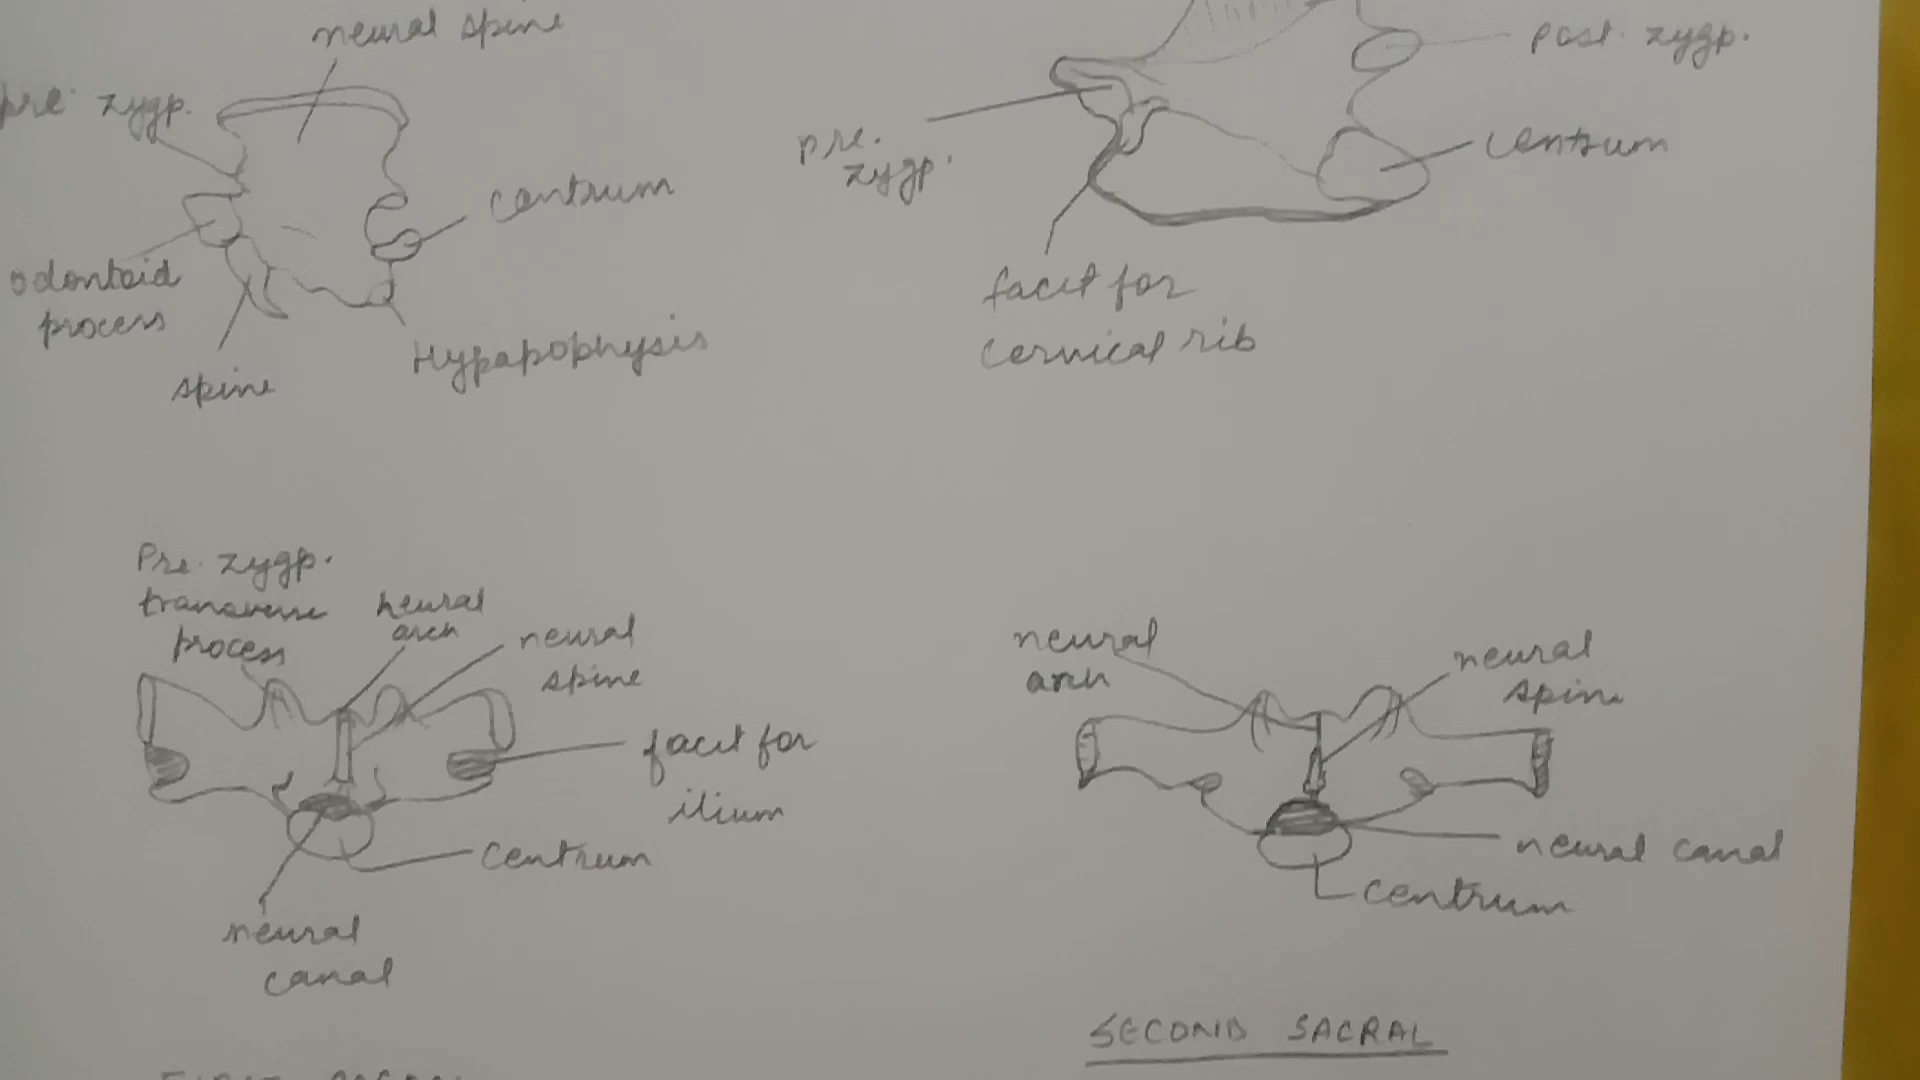 neural spine
pre zygp.
centrum
odontoid
process
spine
Hypapophysis
post. zygp.
pre.
zygp.
centrum
facet for
cervical rib
Pre. zygp.
transverse
process
neural
arch
neural
spine
facet for
ilium
centrum
neural
canal
neural
arch
neural
spine
neural canal
centrum
SECOND SACRAL